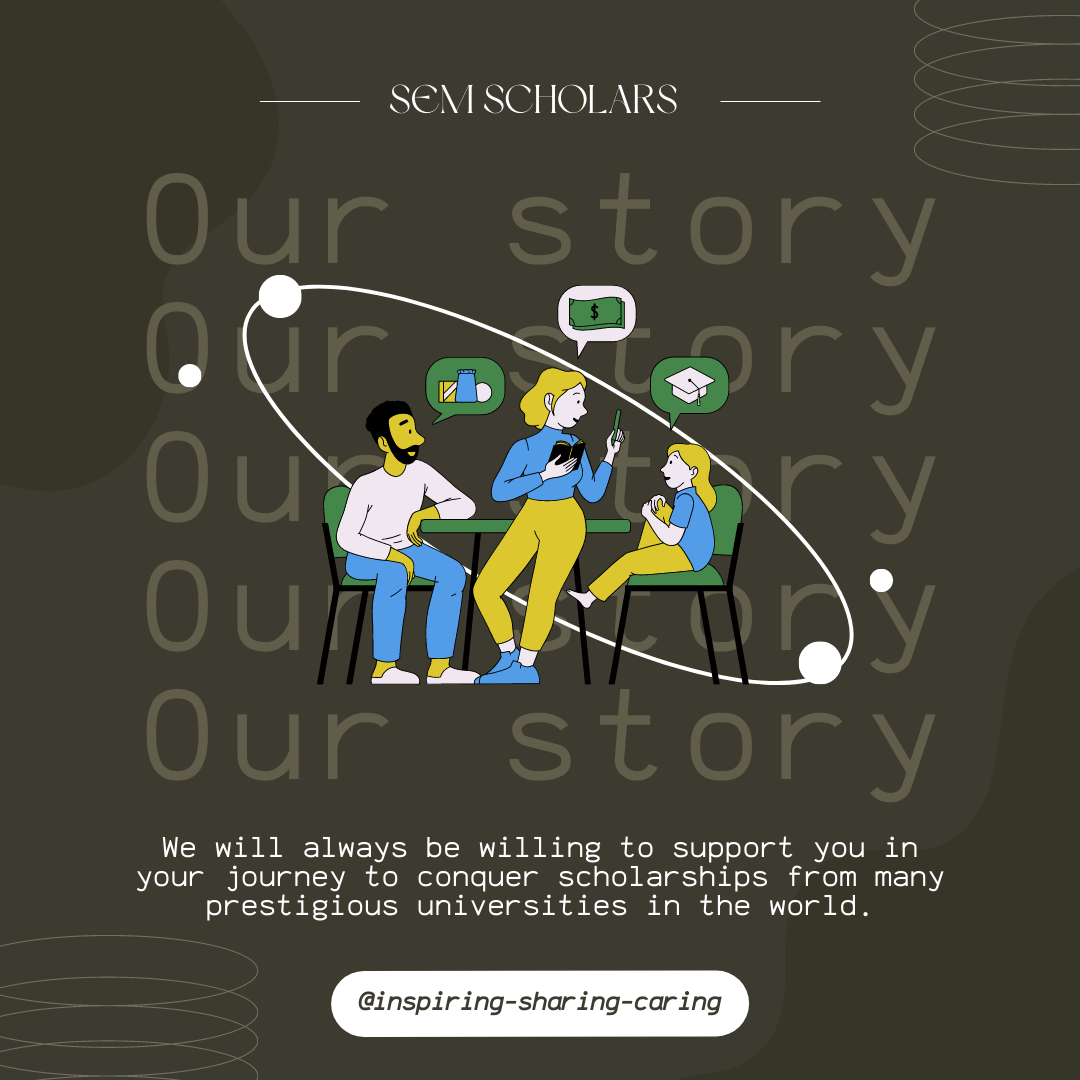 SEM SCHOLARS
Our story
$
Our story
Our story
Our story
Our story
We will always be willing to support you in
your journey to conquer scholarships from many
prestigious universities in the world.
@inspiring-sharing-caring